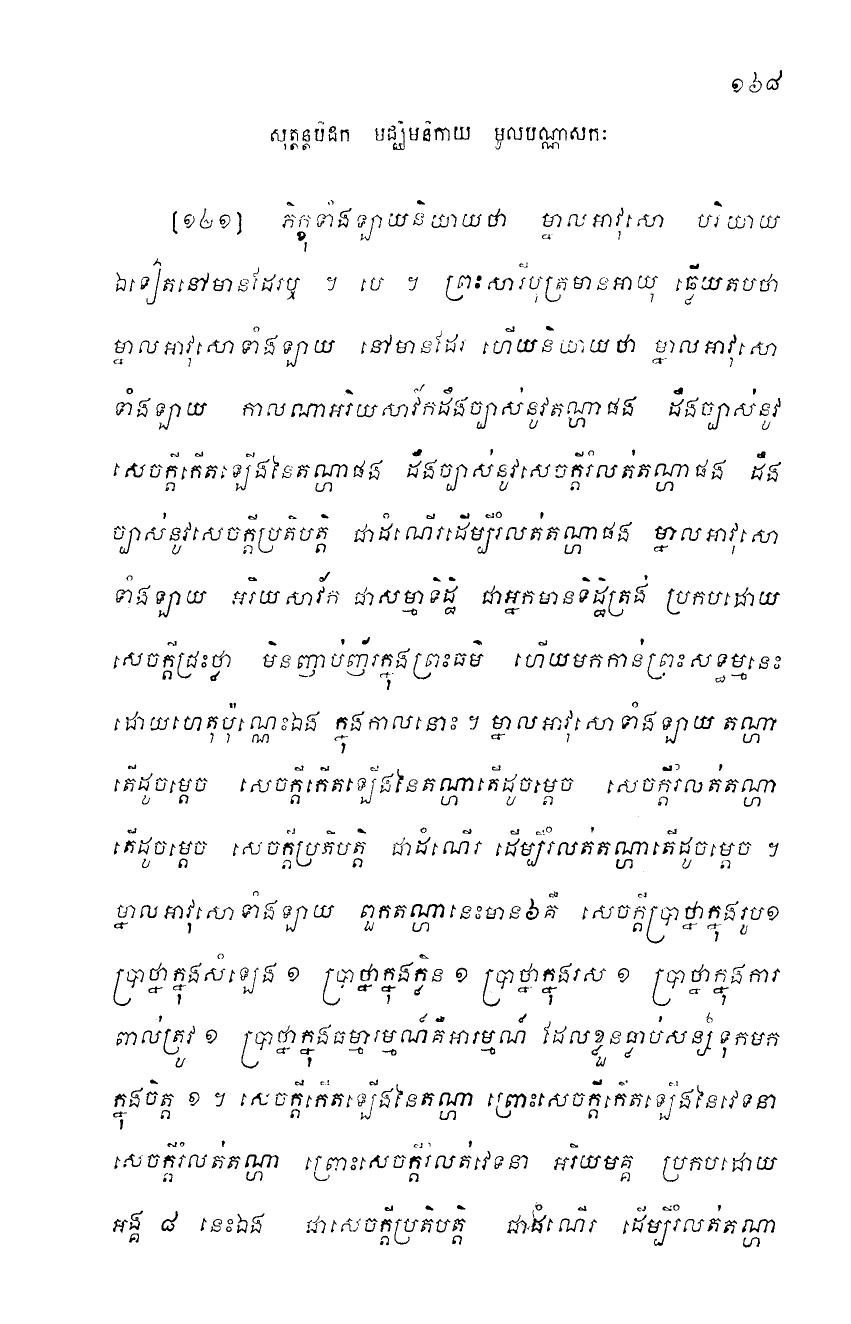 ១៦៨
សុត្តន្តបិដក មជ្ឈិមនិកាយ មូលបណ្ណាសកៈ
[១៤១] ភិក្ខុទាំងឡាយនិយាយថា ម្នាលអាវុសោ បរិយាយ
ឯទៀតនៅមានដែរឬ ។ បេ ។ ព្រះសារីបុត្រមានអាយុ ឆ្លើយតបថា
ម្នាលអាវុសោទាំងឡាយ នៅមានដែរ ហើយនិយាយថា ម្នាលអាវុសោ
ទាំងឡាយ កាលណាអរិយសាវ័កដឹងច្បាស់នូវតណ្ហាផង ដឹងច្បាស់នូវ
សេចក្តីកើតឡើងនៃតណ្ហាផង ដឹងច្បាស់នូវសេចក្តីរំលត់តណ្ហាផង ដឹង
ច្បាស់នូវសេចក្តីប្រតិបត្តិ ជាដំណើរដើម្បីរំលត់តណ្ហាផង ម្នាលអាវុសោ
ទាំងឡាយ អរិយសាវ័ក ជាសម្មាទិដ្ឋិ ជាអ្នកមានទិដ្ឋិត្រង់ ប្រកបដោយ
សេចក្តីជ្រះថ្លា មិនញាប់ញ័រក្នុងព្រះធម៌ ហើយមកកាន់ព្រះសទ្ធម្មនេះ
ដោយហេតុប៉ុណ្ណេះឯង ក្នុងកាលនោះ ។ ម្នាលអាវុសោទាំងឡាយ តណ្ហា
តើដូចម្តេច សេចក្តីកើតឡើងនៃតណ្ហាតើដូចម្តេច សេចក្តីរំលត់តណ្ហា
តើដូចម្តេច សេចក្តីប្រតិបត្តិ ជាដំណើរ ដើម្បីរំលត់តណ្ហាតើដូចម្តេច ។
ម្នាលអាវុសោទាំងឡាយ ពួកតណ្ហានេះមាន៦គឺ សេចក្តីប្រាថ្នាក្នុងរូប១
ប្រាថ្នាក្នុងសំឡេង ១ ប្រាថ្នាក្នុងក្លិន ១ ប្រាថ្នាក្នុងរស ១ ប្រាថ្នាក្នុងការ
ពាល់ត្រូវ ១ ប្រាថ្នាក្នុងធម្មារម្មណ៍គឺអារម្មណ៍ ដែលខ្លួនធ្លាប់សន្សំទុកមក
ក្នុងចិត្ត ១ ។ សេចក្តីកើតឡើងនៃតណ្ហា ព្រោះសេចក្តីកើតឡើងនៃវេទនា
សេចក្តីរំលត់តណ្ហា ព្រោះសេចក្តីរំលត់វេទនា អរិយមគ្គ ប្រកបដោយ
អង្គ ៨ នេះឯង ជាសេចក្តីប្រតិបត្តិ ជាដំណើរ ដើម្បីរំលត់តណ្ហា